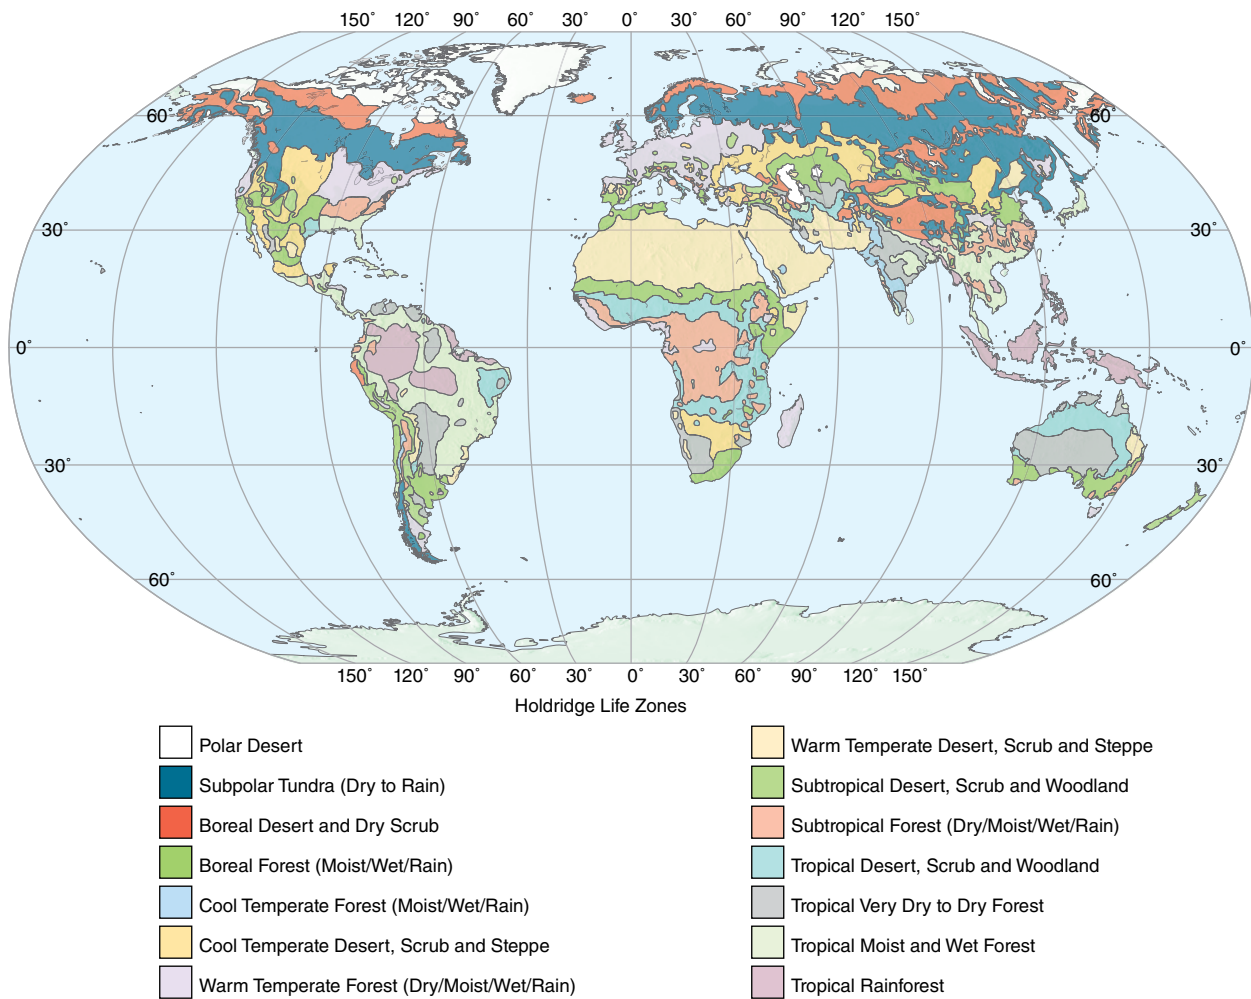 150° 120° 90° 60° 30° 0° 30° 60° 90° 120° 150°
60° 60°
30° 30°
0° 0°
30° 30°
60° 60°
150° 120° 90° 60° 30° 0° 30° 60° 90° 120° 150°
Holdridge Life Zones
Polar Desert
Subpolar Tundra (Dry to Rain)
Boreal Desert and Dry Scrub
Boreal Forest (Moist/Wet/Rain)
Cool Temperate Forest (Moist/Wet/Rain)
Cool Temperate Desert, Scrub and Steppe
Warm Temperate Forest (Dry/Moist/Wet/Rain)
Warm Temperate Desert, Scrub and Steppe
Subtropical Desert, Scrub and Woodland
Subtropical Forest (Dry/Moist/Wet/Rain)
Tropical Desert, Scrub and Woodland
Tropical Very Dry to Dry Forest
Tropical Moist and Wet Forest
Tropical Rainforest